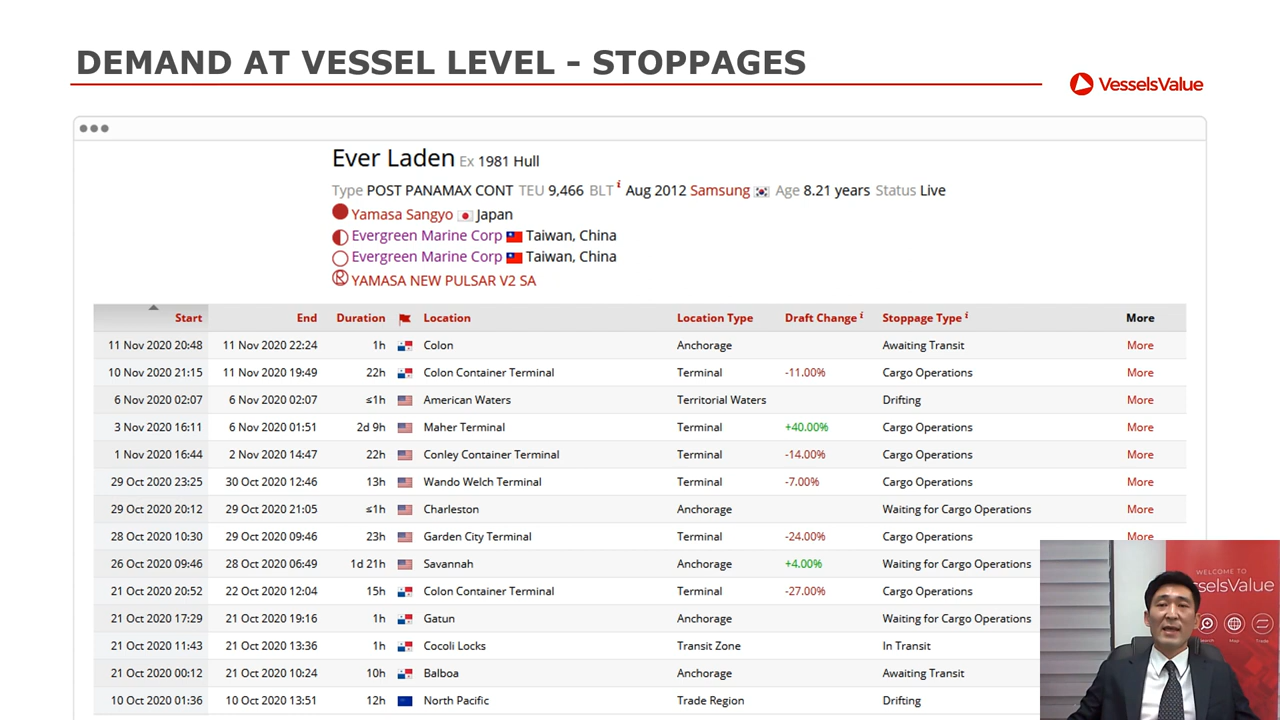 DEMAND AT VESSEL LEVEL - STOPPAGES
VesselsValue
Ever Laden Ex 1981 Hull
Type POST PANAMAX CONT TEU 9,466 BLT i Aug 2012 Samsung Age 8.21 years Status Live
Yamasa Sangyo Japan
Evergreen Marine Corp Taiwan, China
Evergreen Marine Corp Taiwan, China
R YAMASA NEW PULSAR V2 SA
Start End Duration Location Location Type Draft Change i Stoppage Type i More
11 Nov 2020 20:48 11 Nov 2020 22:24 1h Colon Anchorage Awaiting Transit More
10 Nov 2020 21:15 11 Nov 2020 19:49 22h Colon Container Terminal Terminal -11.00% Cargo Operations More
6 Nov 2020 02:07 6 Nov 2020 02:07 ≤1h American Waters Territorial Waters Drifting More
3 Nov 2020 16:11 6 Nov 2020 01:51 2d 9h Maher Terminal Terminal +40.00% Cargo Operations More
1 Nov 2020 16:44 2 Nov 2020 14:47 22h Conley Container Terminal Terminal -14.00% Cargo Operations More
29 Oct 2020 23:25 30 Oct 2020 12:46 13h Wando Welch Terminal Terminal -7.00% Cargo Operations More
29 Oct 2020 20:12 29 Oct 2020 21:05 ≤1h Charleston Anchorage Waiting for Cargo Operations More
28 Oct 2020 10:30 29 Oct 2020 09:46 23h Garden City Terminal Terminal -24.00% Cargo Operations More
26 Oct 2020 09:46 28 Oct 2020 06:49 1d 21h Savannah Anchorage +4.00% Waiting for Cargo Operations
21 Oct 2020 20:52 22 Oct 2020 12:04 15h Colon Container Terminal Terminal -27.00% Cargo Operations
21 Oct 2020 17:29 21 Oct 2020 19:16 1h Gatun Anchorage Waiting for Cargo Operations
21 Oct 2020 11:43 21 Oct 2020 13:36 1h Cocoli Locks Transit Zone In Transit
21 Oct 2020 00:12 21 Oct 2020 10:24 10h Balboa Anchorage Awaiting Transit
10 Oct 2020 01:36 10 Oct 2020 13:51 12h North Pacific Trade Region Drifting
WELCOME TO
sselsValue